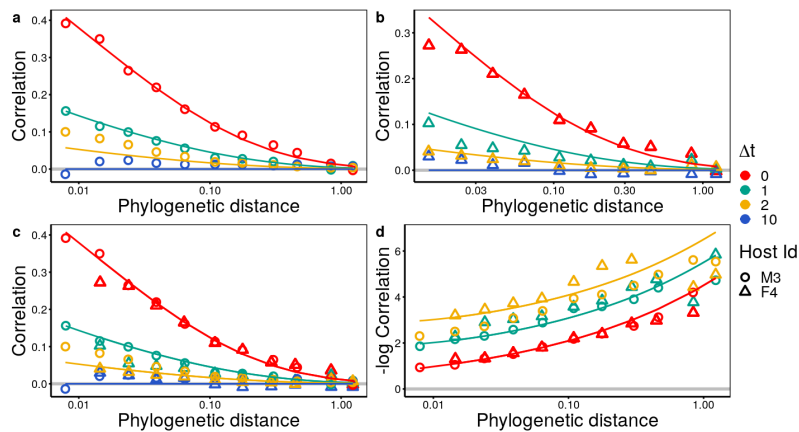 a
0.4
0.3
0.2
0.1
0.0
Correlation
0.01
0.10
1.00
Phylogenetic distance
b
0.3
0.2
0.1
0.0
Correlation
0.03
0.10
0.30
1.00
Phylogenetic distance
c
0.4
0.3
0.2
0.1
0.0
Correlation
0.01
0.10
1.00
Phylogenetic distance
d
6
4
2
0
-log Correlation
0.01
0.10
1.00
Phylogenetic distance
Δt
0
1
2
10
Host Id
M3
F4